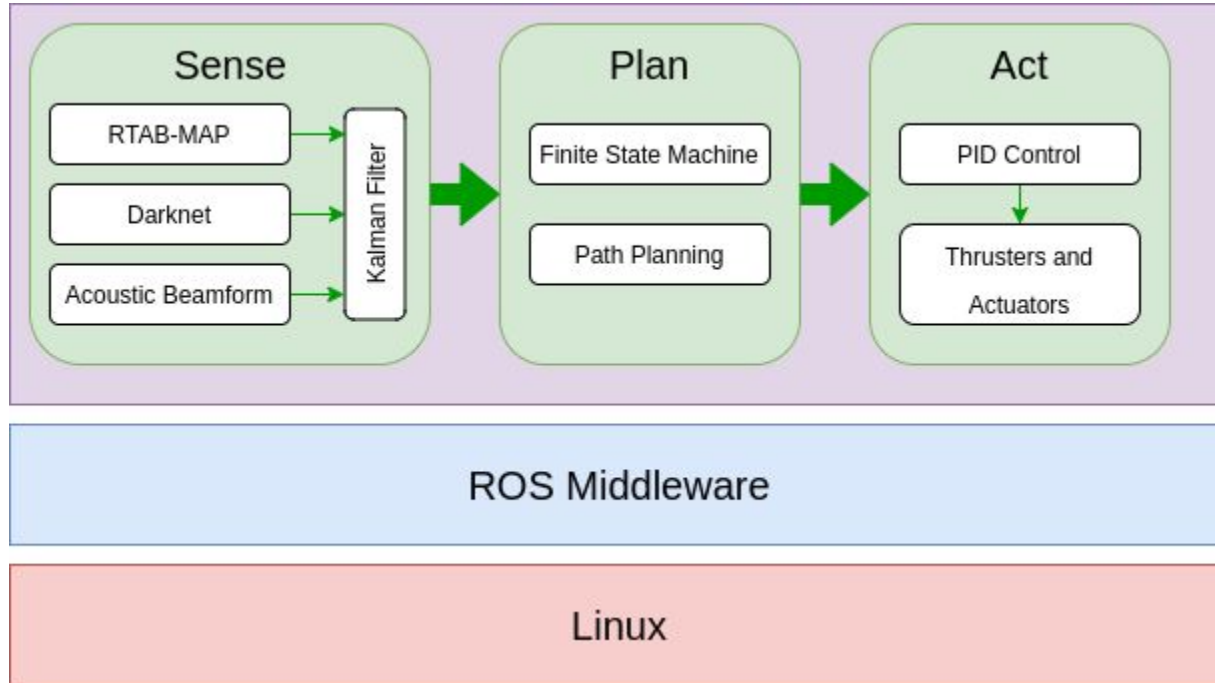 Sense
RTAB-MAP
Darknet
Acoustic Beamform
Kalman Filter
Plan
Finite State Machine
Path Planning
Act
PID Control
Thrusters and
Actuators
ROS Middleware
Linux